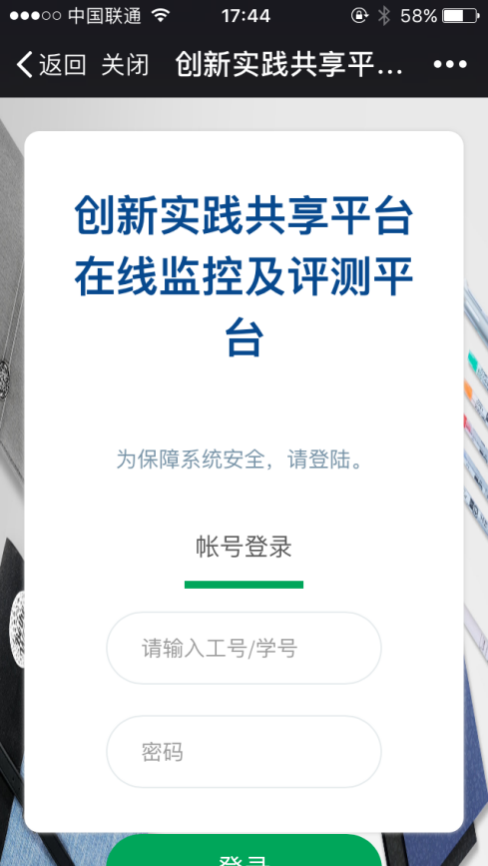 中国联通 17:44 58%
返回 关闭 创新实践共享平...
创新实践共享平台
在线监控及评测平
台
为保障系统安全，请登陆。
帐号登录
请输入工号/学号
密码
登录